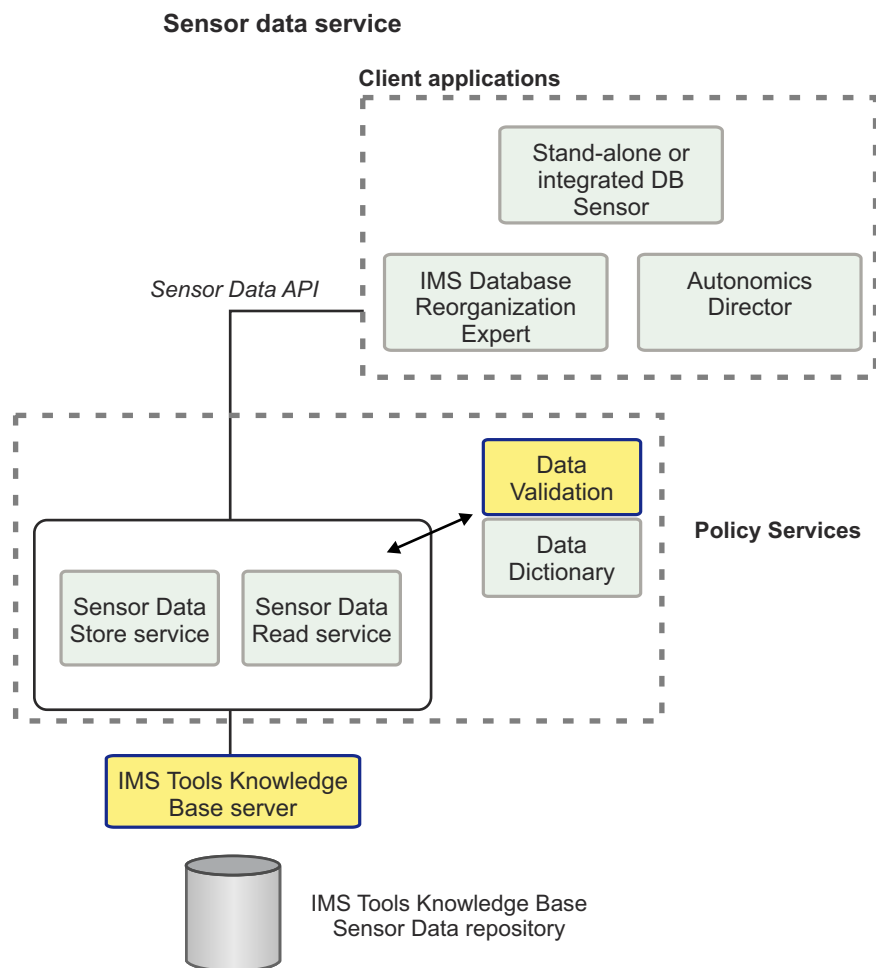 Sensor data service
Client applications
Stand-alone or
integrated DB
Sensor
Sensor Data API
IMS Database
Reorganization
Expert
Autonomics
Director
Data
Validation
Data
Dictionary
Policy Services
Sensor Data
Store service
Sensor Data
Read service
IMS Tools Knowledge
Base server
IMS Tools Knowledge Base
Sensor Data repository